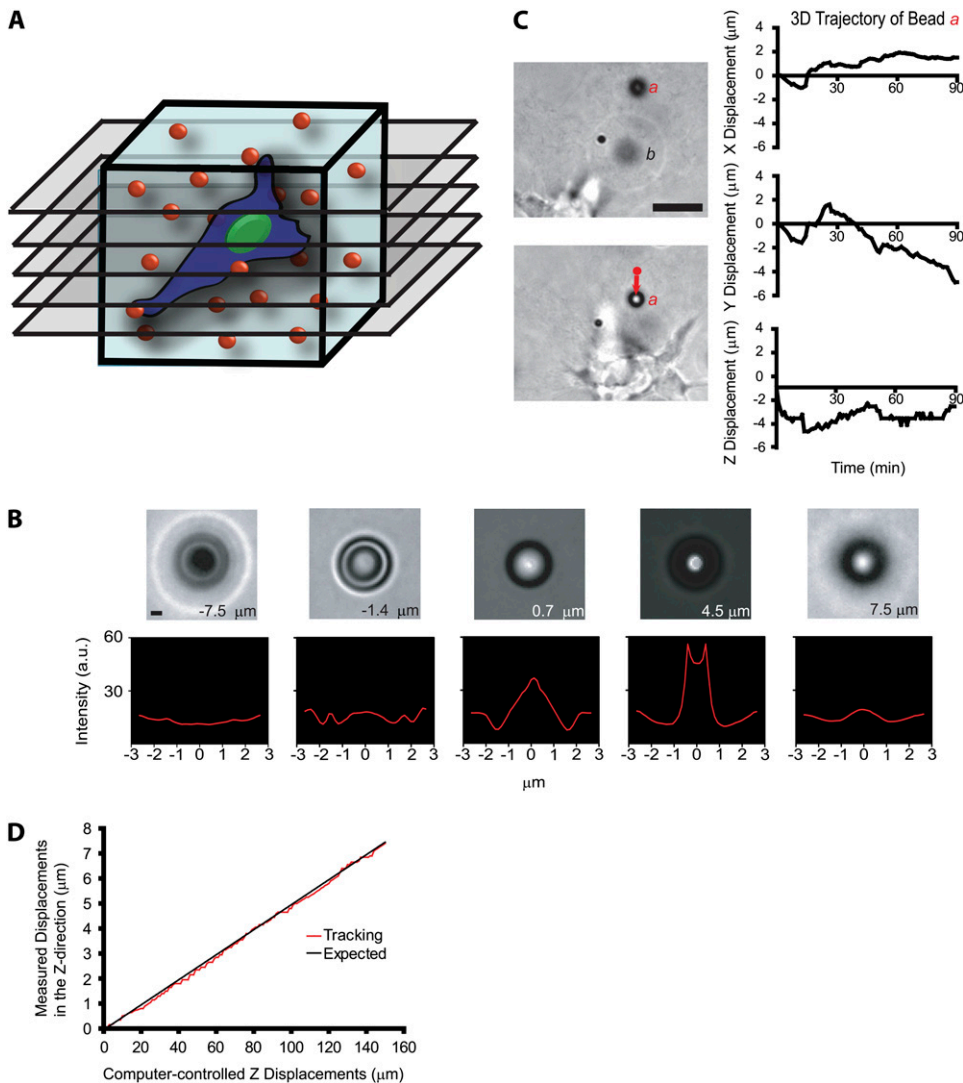 A
C
3D Trajectory of Bead a
X Displacement (μm)
4
2
0
-2
-4
-6
30
60
90
a
b
Y Displacement (μm)
4
2
0
-2
-4
-6
30
60
90
a
Z Displacement (μm)
4
2
0
-2
-4
-6
30
60
90
Time (min)
B
-7.5 μm
-1.4 μm
0.7 μm
4.5 μm
7.5 μm
Intensity (a.u.)
60
30
-3 -2 -1 0 1 2 3
-3 -2 -1 0 1 2 3
-3 -2 -1 0 1 2 3
-3 -2 -1 0 1 2 3
-3 -2 -1 0 1 2 3
μm
D
Measured Displacements
in the Z-direction (μm)
8
7
6
5
4
3
2
1
0
Tracking
Expected
0 20 40 60 80 100 120 140 160
Computer-controlled Z Displacements (μm)